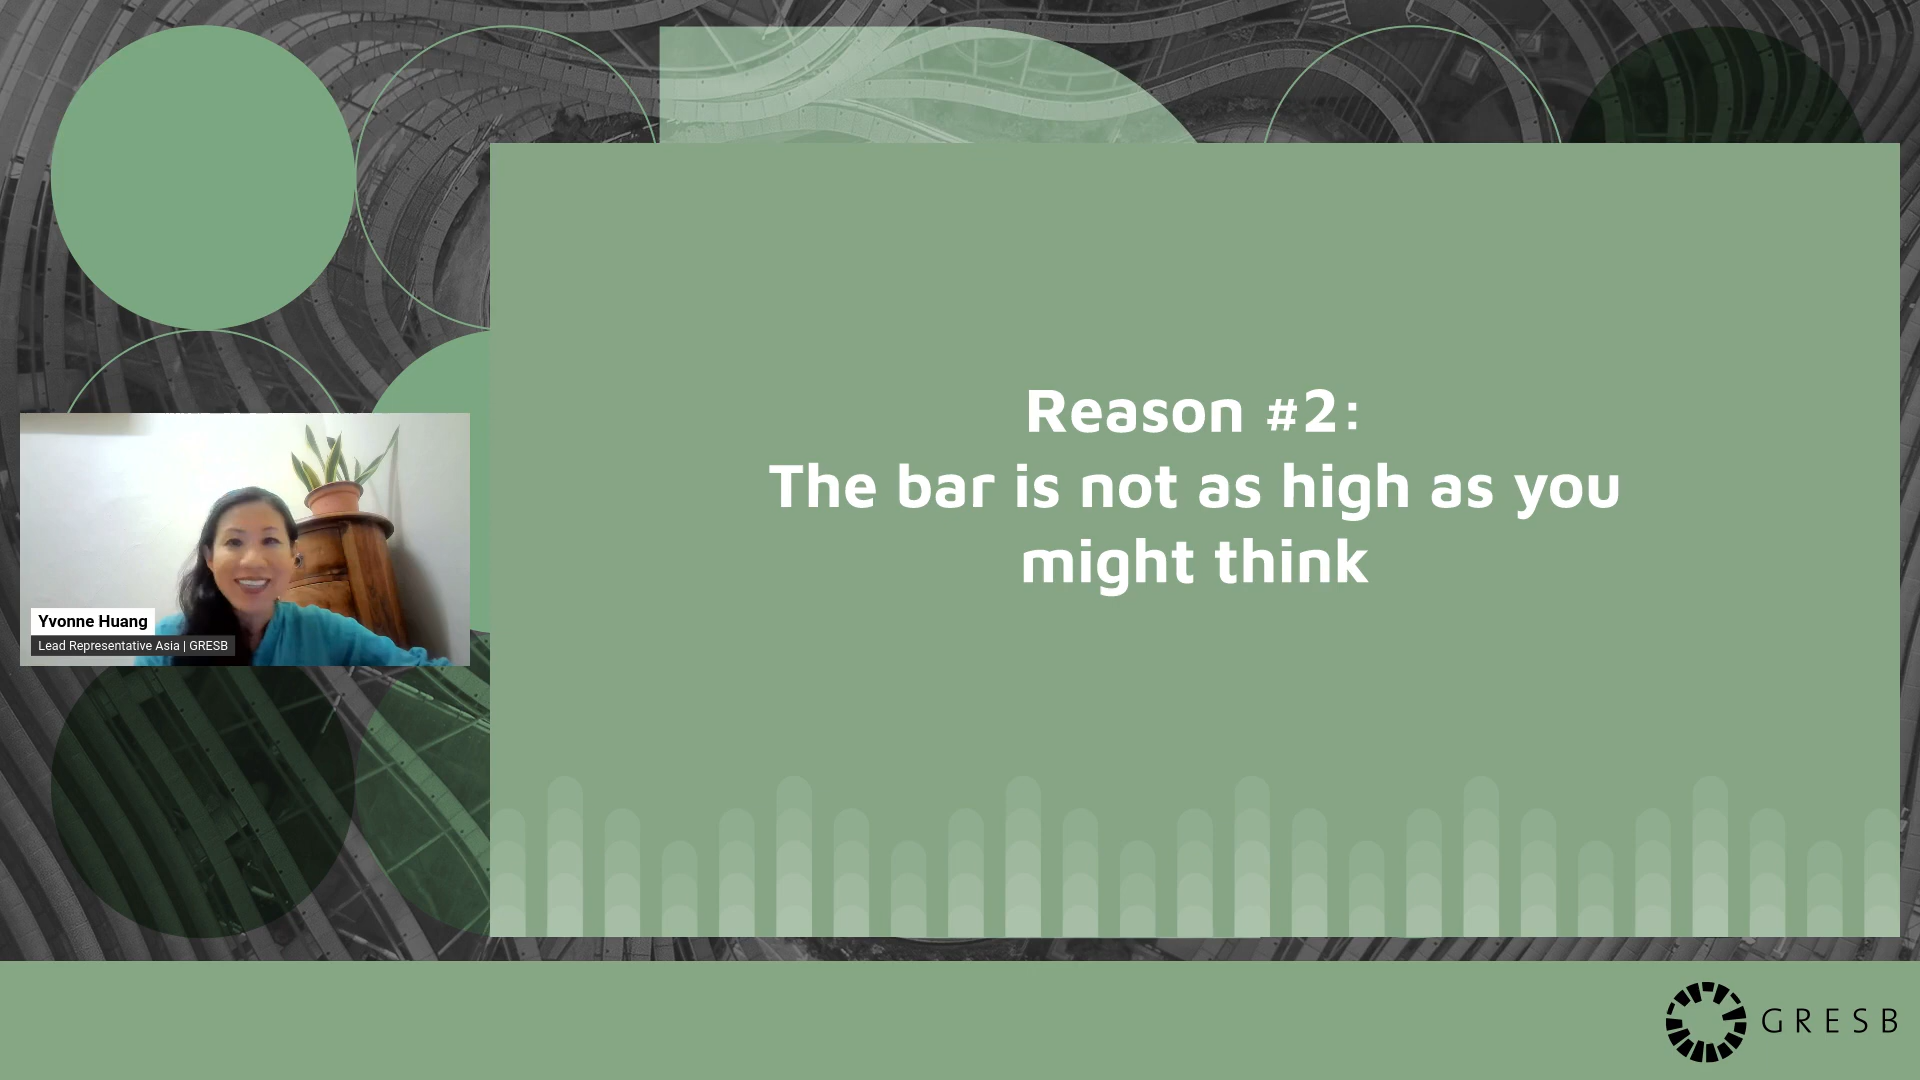 Reason #2:
The bar is not as high as you
might think
Yvonne Huang
Lead Representative Asia | GRESB
GRESB